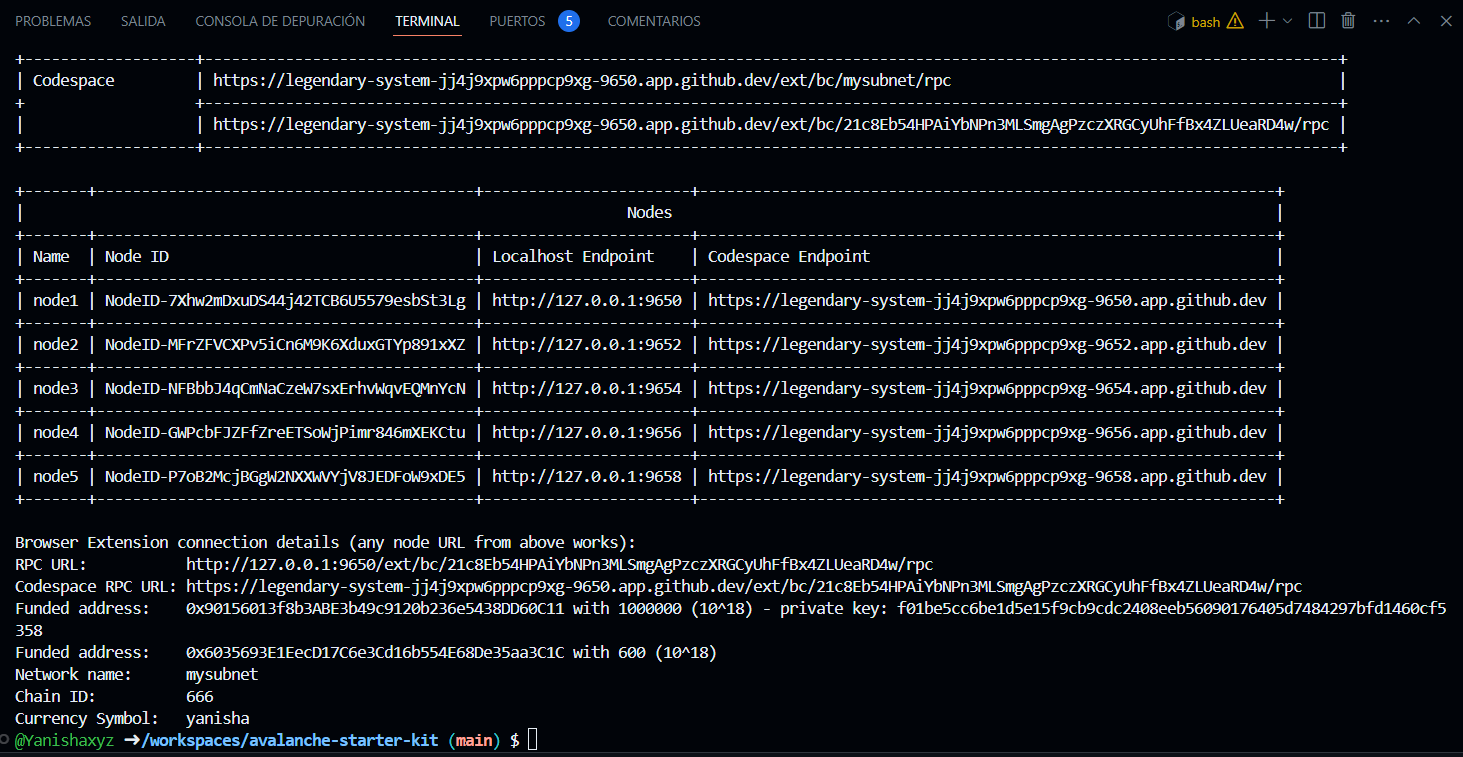 PROBLEMAS SALIDA CONSOLA DE DEPURACIÓN TERMINAL PUERTOS 5 COMENTARIOS bash
| Codespace | https://legendary-system-jj4j9xpw6pppcp9xg-9650.app.github.dev/ext/bc/mysubnet/rpc |
| | https://legendary-system-jj4j9xpw6pppcp9xg-9650.app.github.dev/ext/bc/21c8Eb54HPAiYbNPn3MLSmgAgPzczXRGCyUhFfBx4ZLUeaRD4w/rpc |
| Nodes |
| Name | Node ID | Localhost Endpoint | Codespace Endpoint |
| node1 | NodeID-7Xhw2mDxuDS44j42TCB6U5579esbSt3Lg | http://127.0.0.1:9650 | https://legendary-system-jj4j9xpw6pppcp9xg-9650.app.github.dev |
| node2 | NodeID-MFrZFVCXPv5iCn6M9K6XduxGTYp891xXZ | http://127.0.0.1:9652 | https://legendary-system-jj4j9xpw6pppcp9xg-9652.app.github.dev |
| node3 | NodeID-NFBbbJ4qCmNaCzeW7sxErhvWqvEQMnYcN | http://127.0.0.1:9654 | https://legendary-system-jj4j9xpw6pppcp9xg-9654.app.github.dev |
| node4 | NodeID-GWPcbFJZFfZreETSoWjPimr846mXEKCtu | http://127.0.0.1:9656 | https://legendary-system-jj4j9xpw6pppcp9xg-9656.app.github.dev |
| node5 | NodeID-P7oB2McjBGgW2NXXWVYjV8JEDFoW9xDE5 | http://127.0.0.1:9658 | https://legendary-system-jj4j9xpw6pppcp9xg-9658.app.github.dev |
Browser Extension connection details (any node URL from above works):
RPC URL: http://127.0.0.1:9650/ext/bc/21c8Eb54HPAiYbNPn3MLSmgAgPzczXRGCyUhFfBx4ZLUeaRD4w/rpc
Codespace RPC URL: https://legendary-system-jj4j9xpw6pppcp9xg-9650.app.github.dev/ext/bc/21c8Eb54HPAiYbNPn3MLSmgAgPzczXRGCyUhFfBx4ZLUeaRD4w/rpc
Funded address: 0x90156013f8b3ABE3b49c9120b236e5438DD60C11 with 1000000 (10^18) - private key: f01be5cc6be1d5e15f9cb9cdc2408eeb56090176405d7484297bfd1460cf5
358
Funded address: 0x6035693E1EecD17C6e3Cd16b554E68De35aa3C1C with 600 (10^18)
Network name: mysubnet
Chain ID: 666
Currency Symbol: yanisha
@Yanishaxyz ➜/workspaces/avalanche-starter-kit (main) $